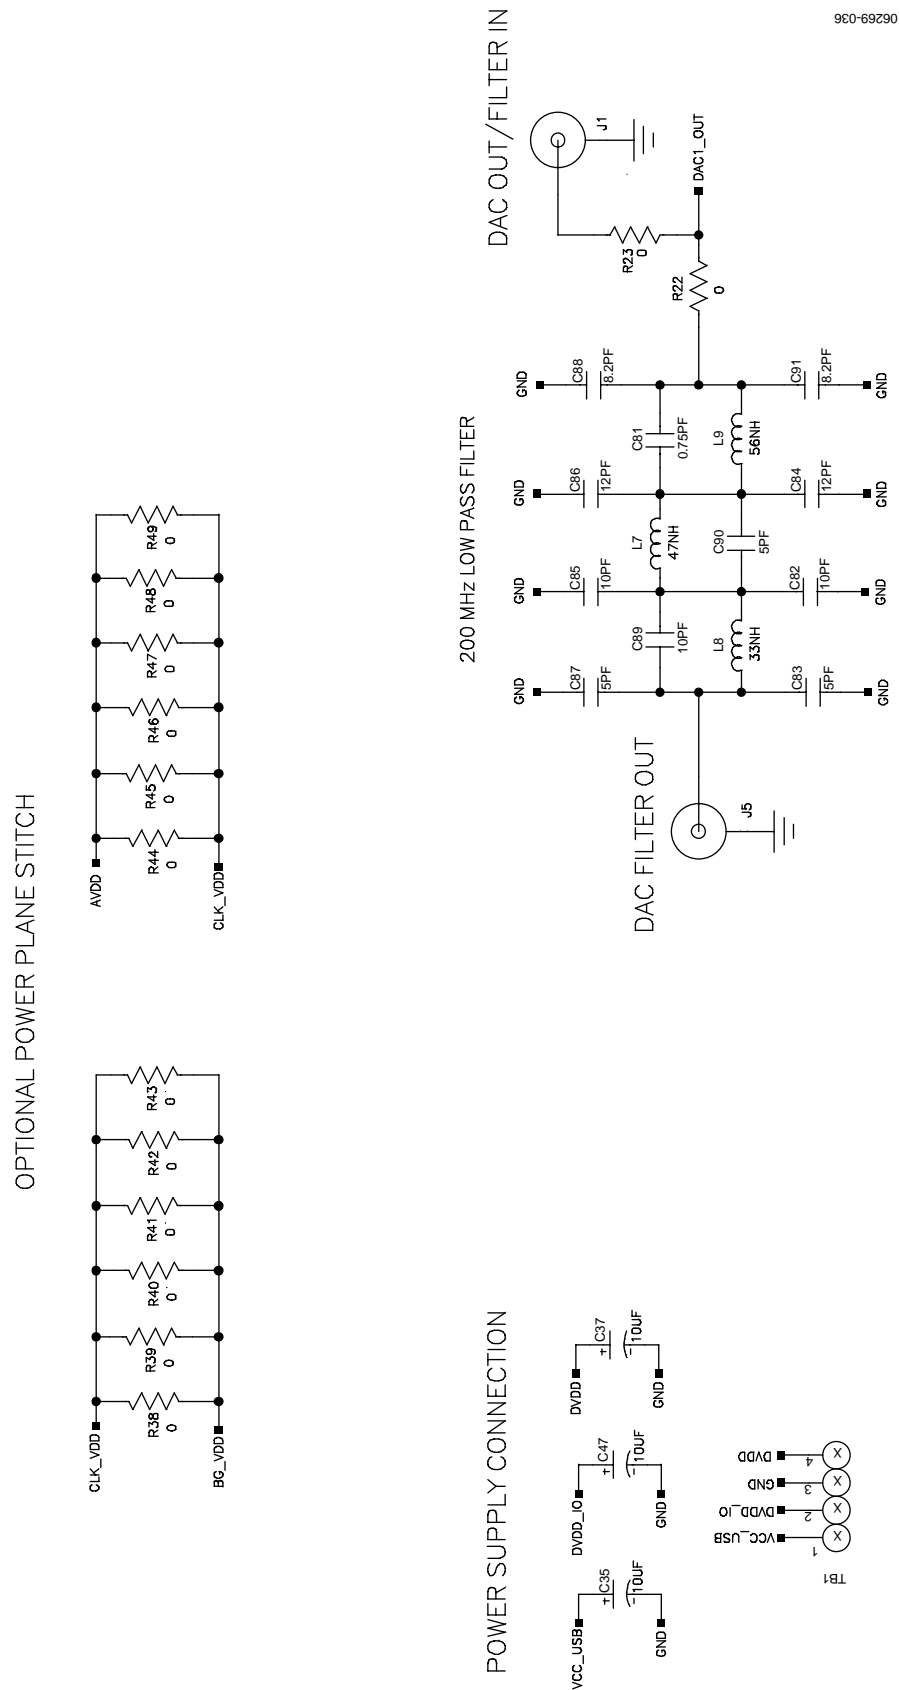 06269-036
OPTIONAL POWER PLANE STITCH
CLK_VDD
BG_VDD
R38
0
R39
0
R40
0
R41
0
R42
0
R43
0
AVDD
CLK_VDD
R44
0
R45
0
R46
0
R47
0
R48
0
R49
0
POWER SUPPLY CONNECTION
VCC_USB
+
C35
-
10UF
GND
DVDD_IO
+
C47
-
10UF
GND
DVDD
+
C37
-
10UF
GND
TB1
1
VCC_USB
2
DVDD_IO
3
GND
4
DVDD
X
X
X
X
200 MHz LOW PASS FILTER
DAC OUT/FILTER IN
J1
R23
0
DAC1_OUT
R22
0
GND
C87
5PF
GND
C85
10PF
GND
C86
12PF
GND
C88
8.2PF
C89
10PF
L7
47NH
C81
0.75PF
L8
33NH
C90
5PF
L9
56NH
C83
5PF
GND
C82
10PF
GND
C84
12PF
GND
C91
8.2PF
GND
DAC FILTER OUT
J5